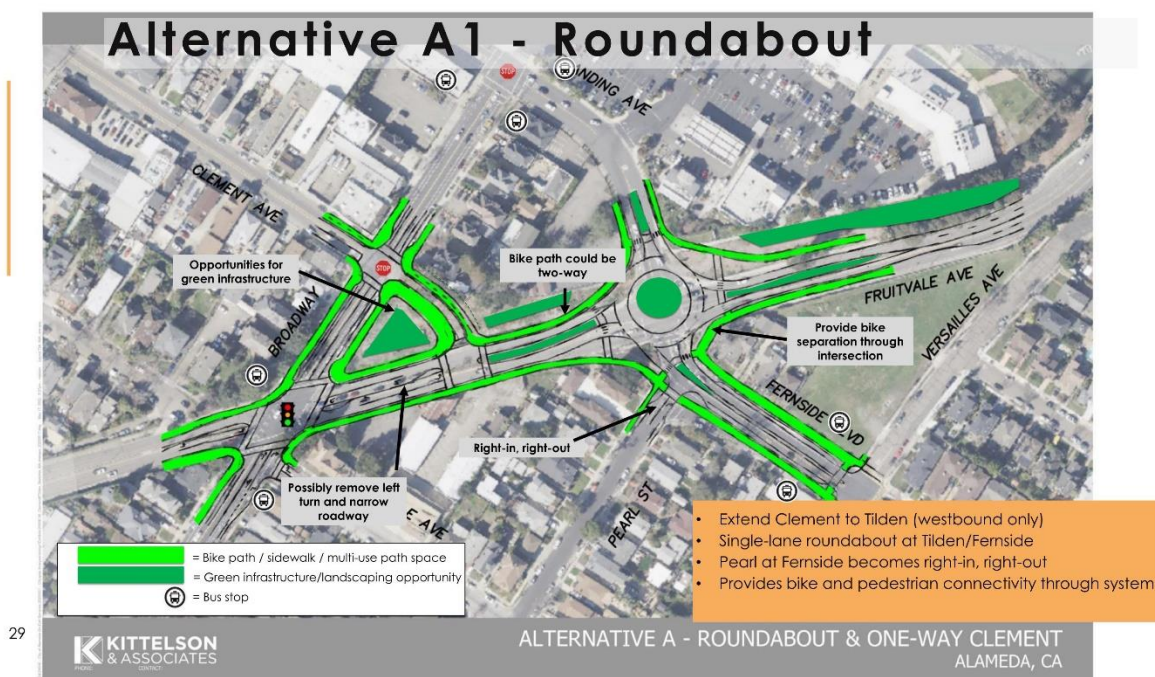 Alternative A1 - Roundabout
STOP
NDING AVE
CLEMENT AVE
Opportunities for
green infrastructure
STOP
Bike path could be
two-way
BROADWAY
FRUITVALE AVE
VERSAILLES AVE
Provide bike
separation through
intersection
FERNSIDE
LVD
Right-in, right-out
Possibly remove left
turn and narrow
roadway
E AVE
PEARL ST
• Extend Clement to Tilden (westbound only)
• Single-lane roundabout at Tilden/Fernside
• Pearl at Fernside becomes right-in, right-out
• Provides bike and pedestrian connectivity through system
= Bike path / sidewalk / multi-use path space
= Green infrastructure/landscaping opportunity
= Bus stop
29
K KITTELSON
& ASSOCIATES
ALTERNATIVE A - ROUNDABOUT & ONE-WAY CLEMENT
ALAMEDA, CA